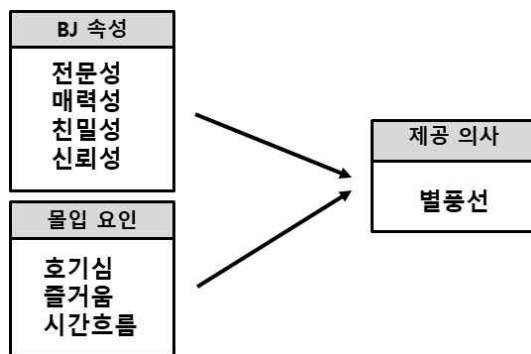 BJ 속성
전문성
매력성
친밀성
신뢰성
몰입 요인
호기심
즐거움
시간흐름
제공 의사
별풍선